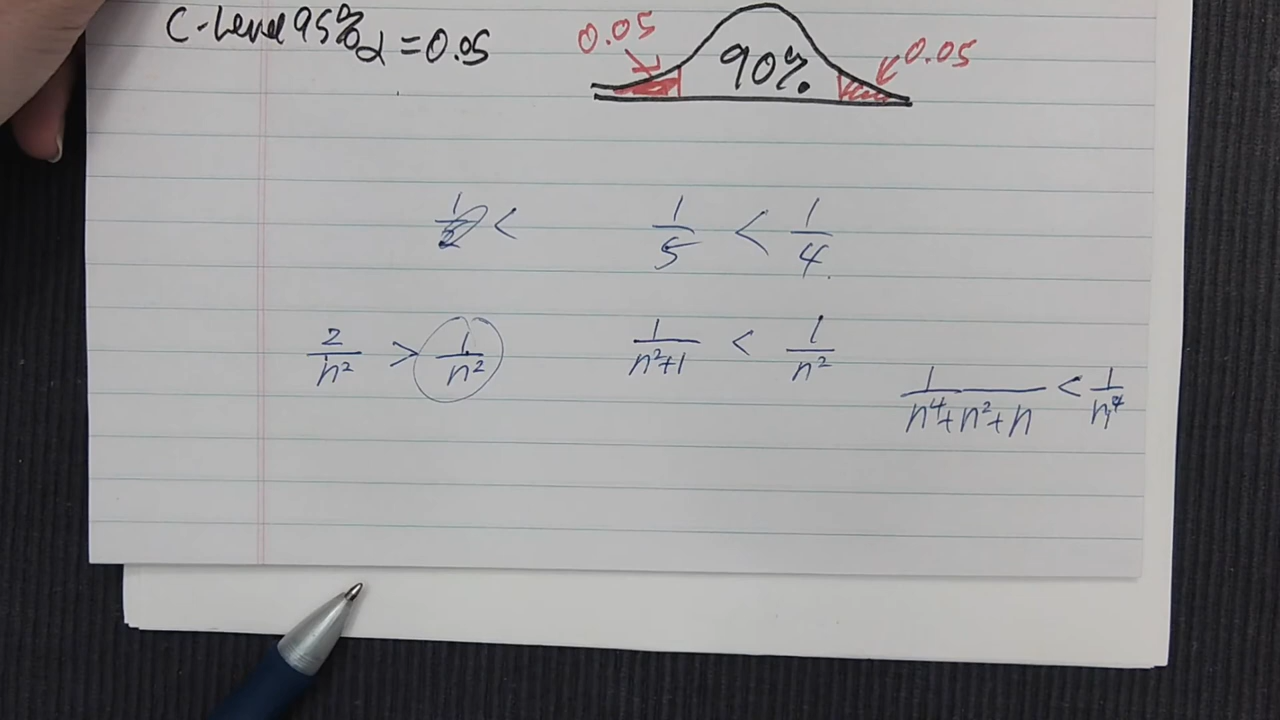 C-Level 95% α = 0.05
0.05 90% 0.05
<
1/5 < 1/4
2/n² > 1/n²
1/(n²+1) < 1/n²
1/(n⁴+n²+n) < 1/n⁴